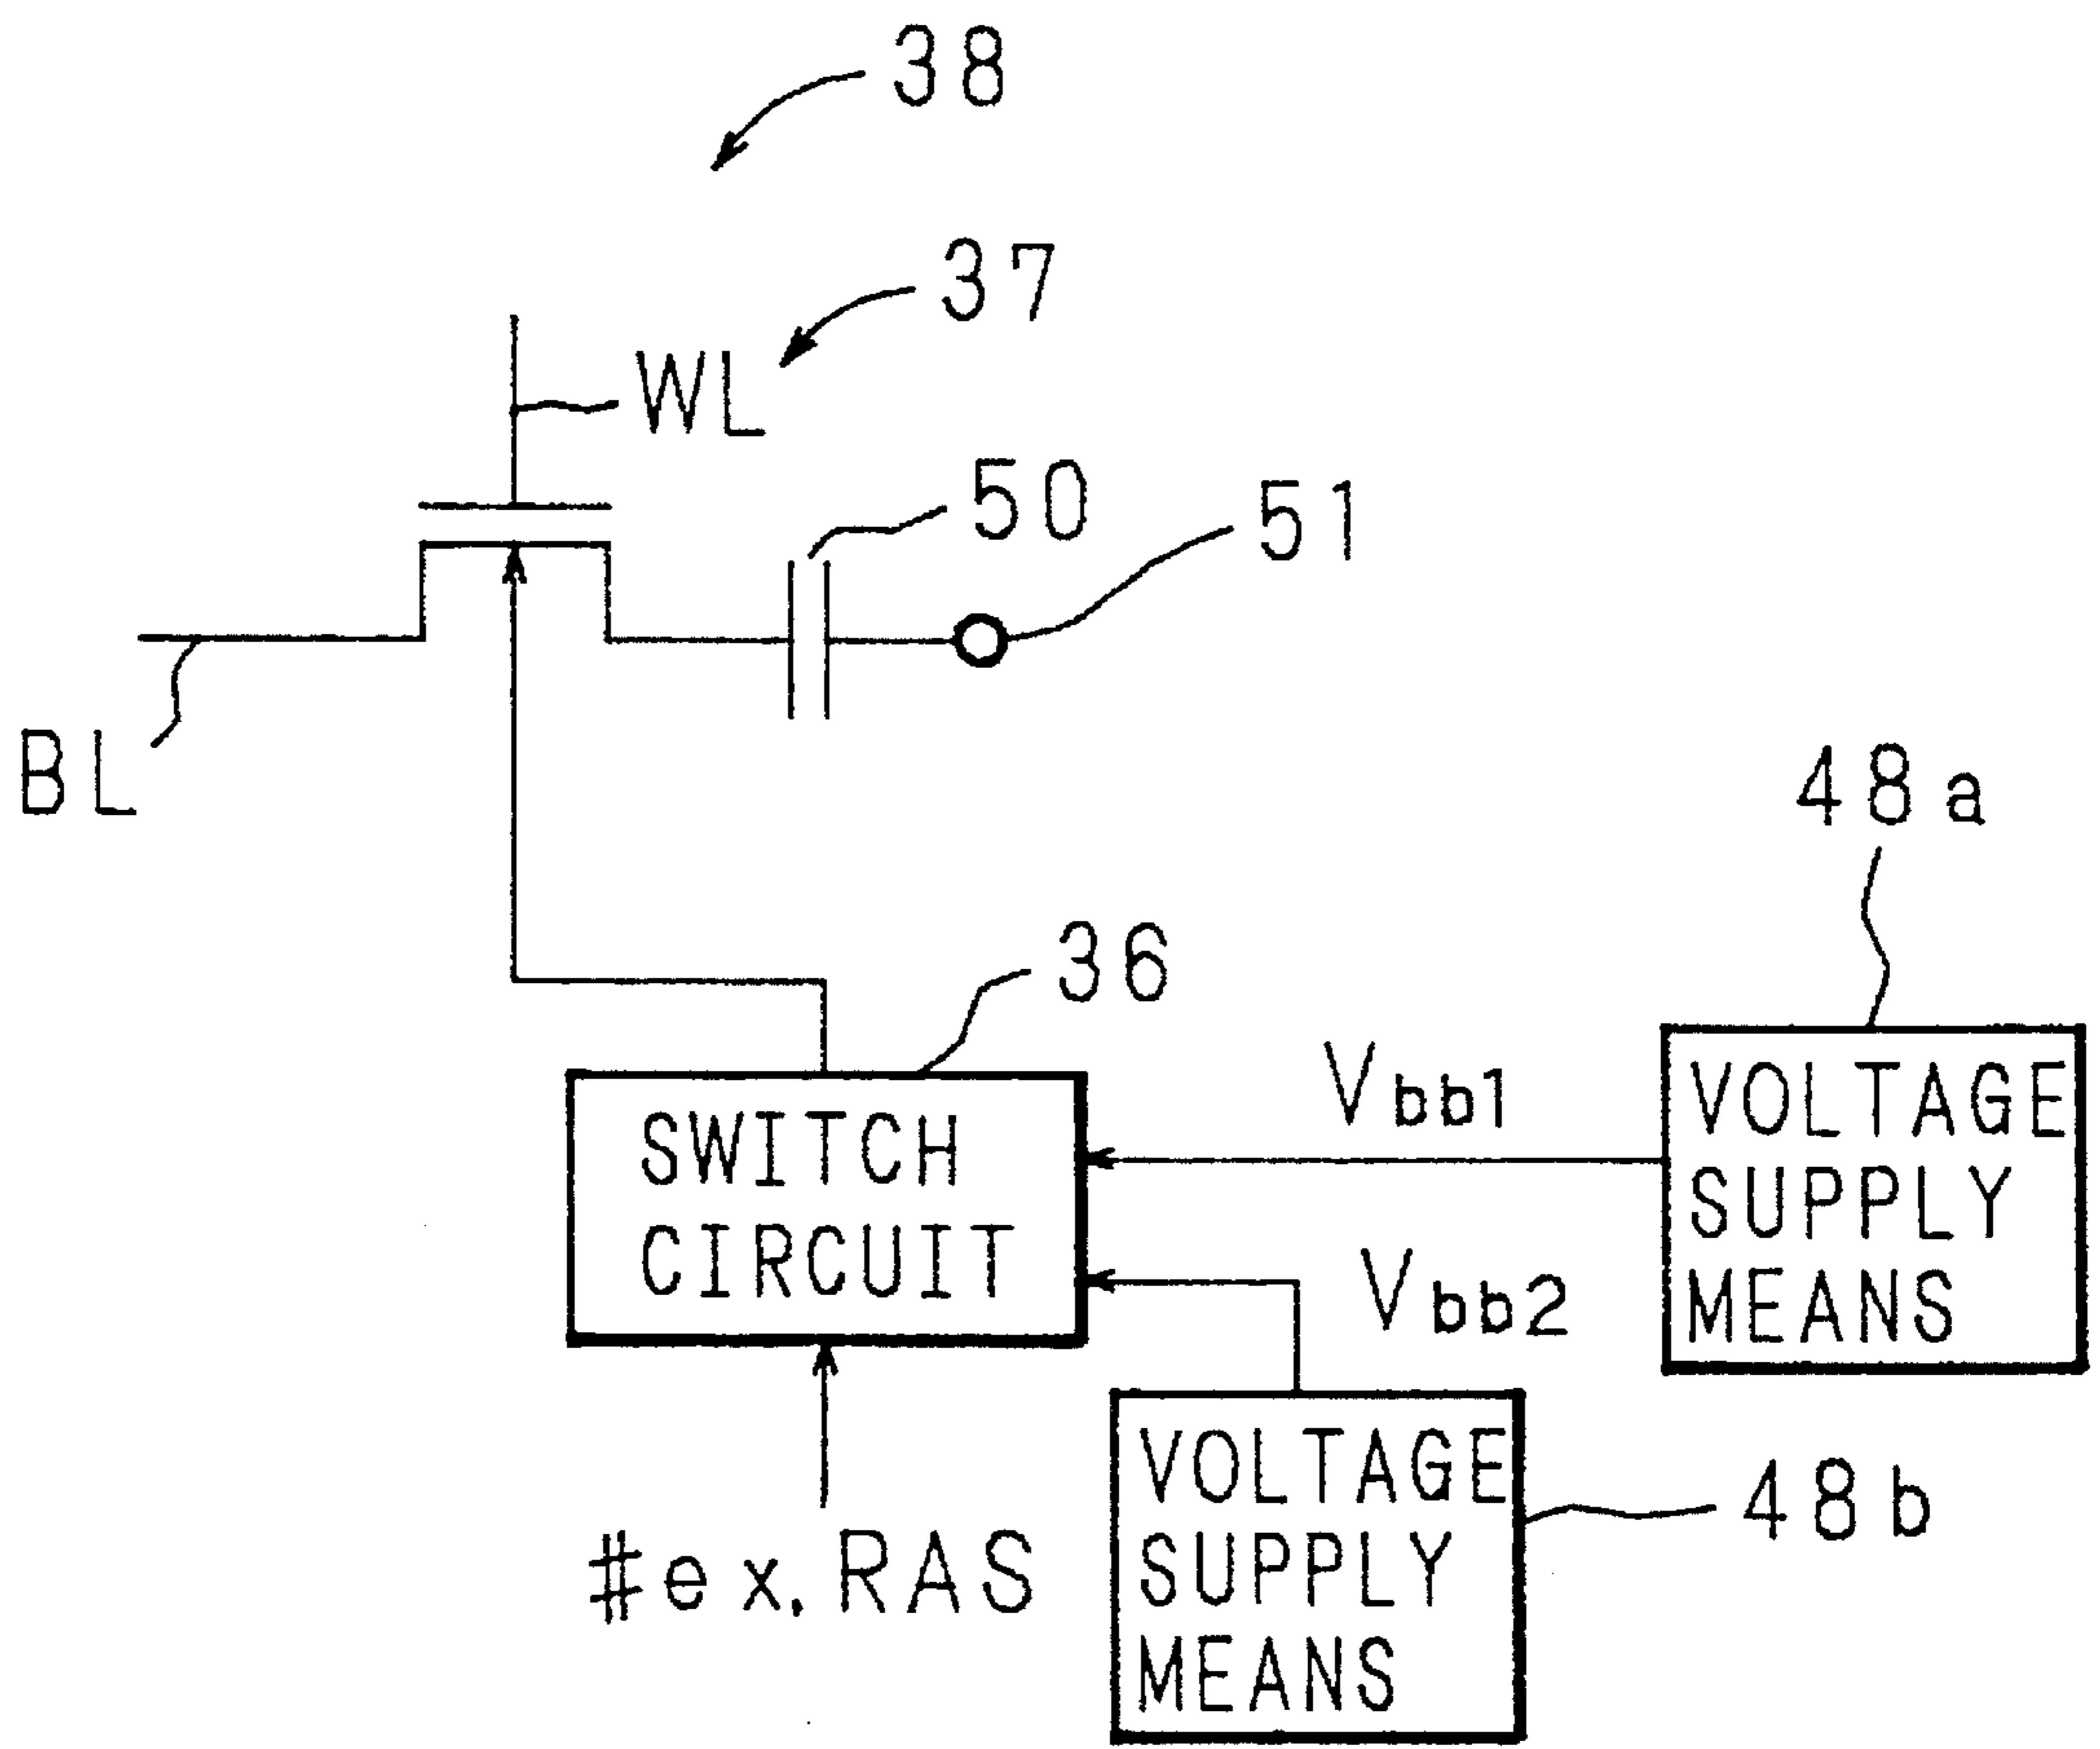 38
37
WL
50
51
BL
48a
36
SWITCH
CIRCUIT
Vbb1
VOLTAGE
SUPPLY
MEANS
Vbb2
#ex.RAS
VOLTAGE
SUPPLY
MEANS
48b